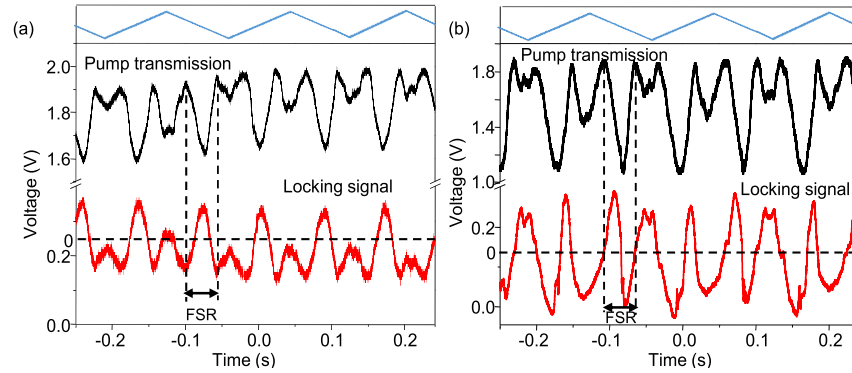 (a)
Pump transmission
2.0
1.8
1.6
Voltage (V)
Locking signal
0
0.2
0.0
FSR
-0.2
-0.1
0.0
0.1
0.2
Time (s)
(b)
Pump transmission
1.8
1.4
1.0
Voltage (V)
Locking signal
0.2
0
0.0
FSR
-0.2
-0.1
0.0
0.1
0.2
Time (s)